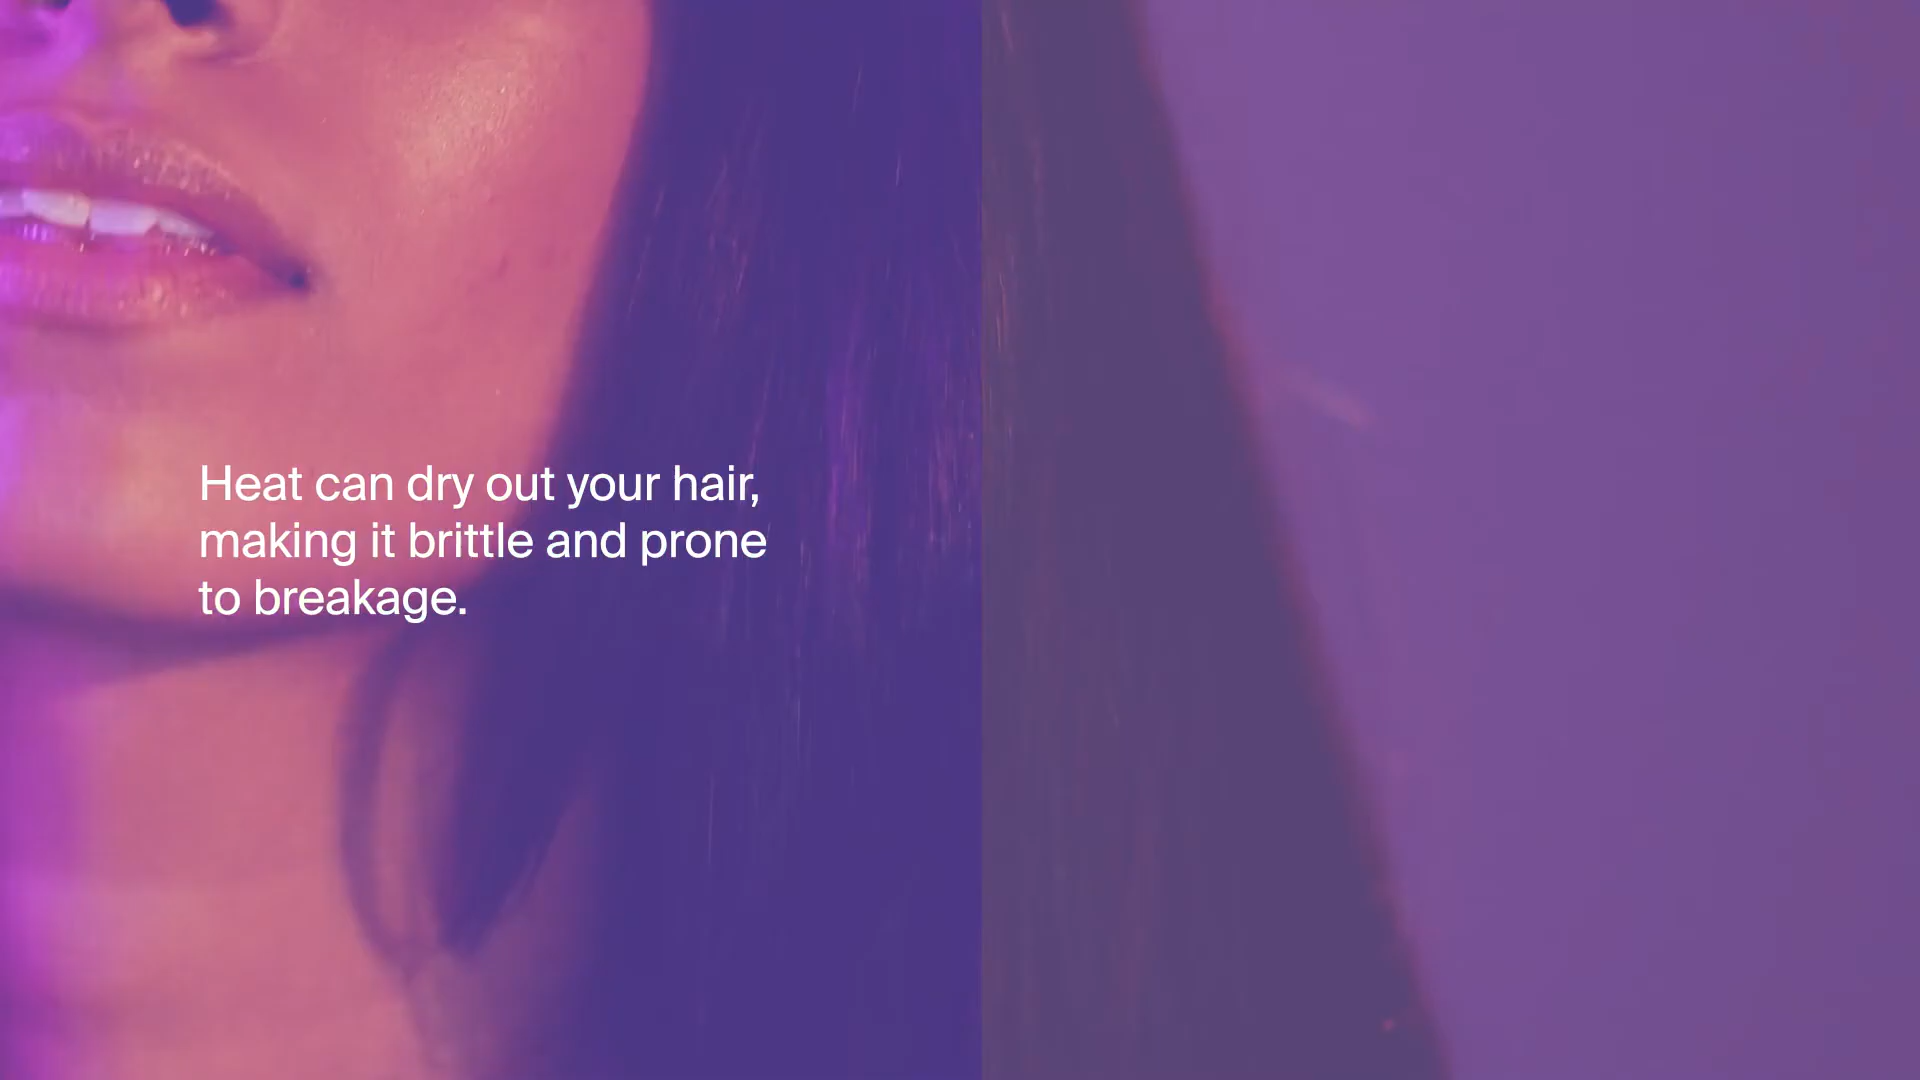 Heat can dry out your hair,
making it brittle and prone
to breakage.